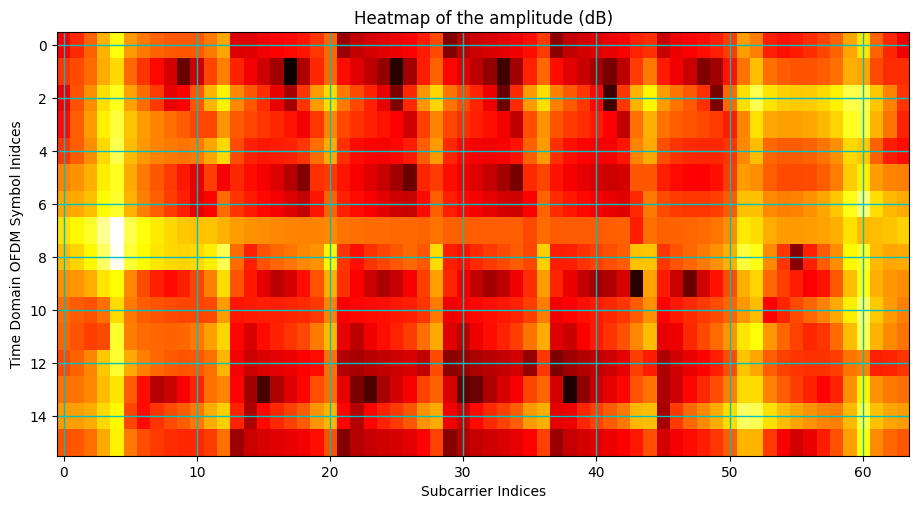 Heatmap of the amplitude (dB)
Time Domain OFDM Symbol Inidces
0
2
4
6
8
10
12
14
0 10 20 30 40 50 60
Subcarrier Indices